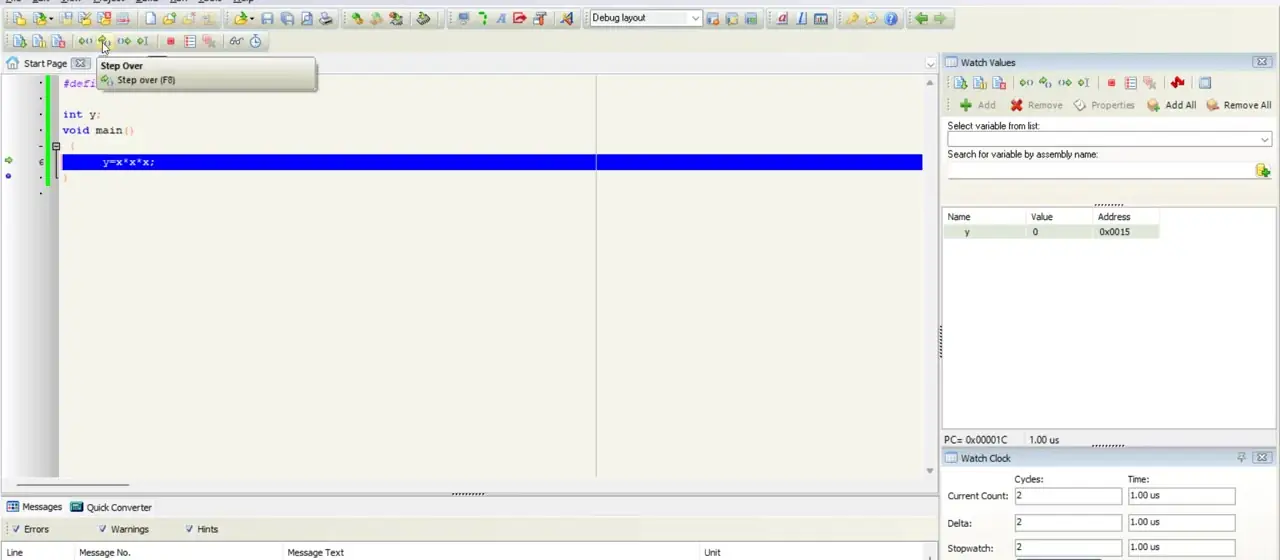 Debug layout
Start Page
Step Over
Step over (F8)
int y;
void main()
{
6
y=x*x*x;
}
Watch Values
Add
Remove
Properties
Add All
Remove All
Select variable from list:
Search for variable by assembly name:
Name Value Address
y 0 0x0015
PC= 0x00001C 1.00 us
Watch Clock
Cycles: Time:
Current Count: 2 1.00 us
Delta: 2 1.00 us
Stopwatch: 2 1.00 us
Messages Quick Converter
Errors Warnings Hints
Line Message No. Message Text Unit